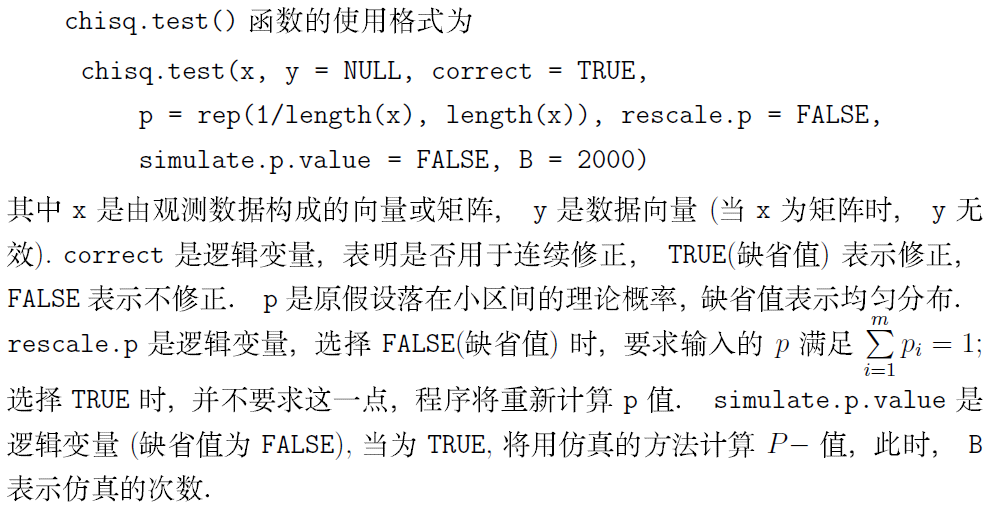 chisq.test() 函数的使用格式为
chisq.test(x, y = NULL, correct = TRUE,
p = rep(1/length(x), length(x)), rescale.p = FALSE,
simulate.p.value = FALSE, B = 2000)
其中 x 是由观测数据构成的向量或矩阵, y 是数据向量 (当 x 为矩阵时, y 无
效). correct 是逻辑变量, 表明是否用于连续修正, TRUE(缺省值) 表示修正,
FALSE 表示不修正. p 是原假设落在小区间的理论概率, 缺省值表示均匀分布.
rescale.p 是逻辑变量, 选择 FALSE(缺省值) 时, 要求输入的 p 满足 \sum_{i=1}^{m} p_i = 1;
选择 TRUE 时, 并不要求这一点, 程序将重新计算 p 值. simulate.p.value 是
逻辑变量 (缺省值为 FALSE), 当为 TRUE, 将用仿真的方法计算 P− 值, 此时, B
表示仿真的次数.